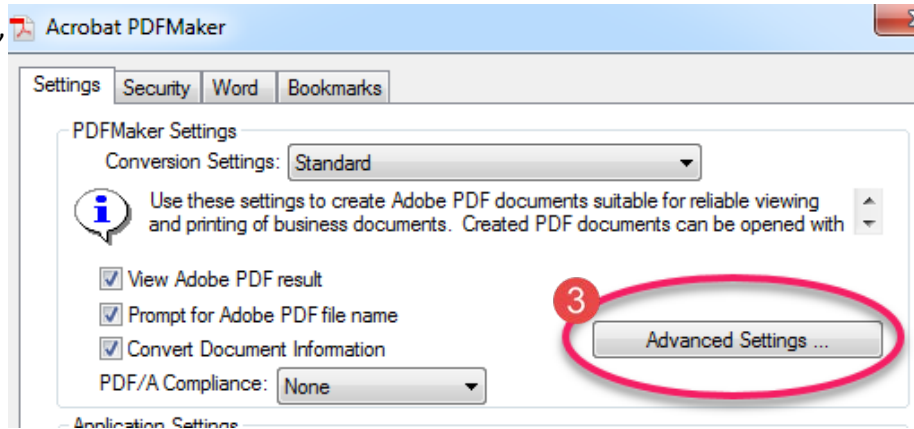 Acrobat PDFMaker
Settings Security Word Bookmarks
PDFMaker Settings
Conversion Settings: Standard
Use these settings to create Adobe PDF documents suitable for reliable viewing
and printing of business documents. Created PDF documents can be opened with
View Adobe PDF result
3
Prompt for Adobe PDF file name
Advanced Settings ...
Convert Document Information
PDF/A Compliance: None
Application Settings